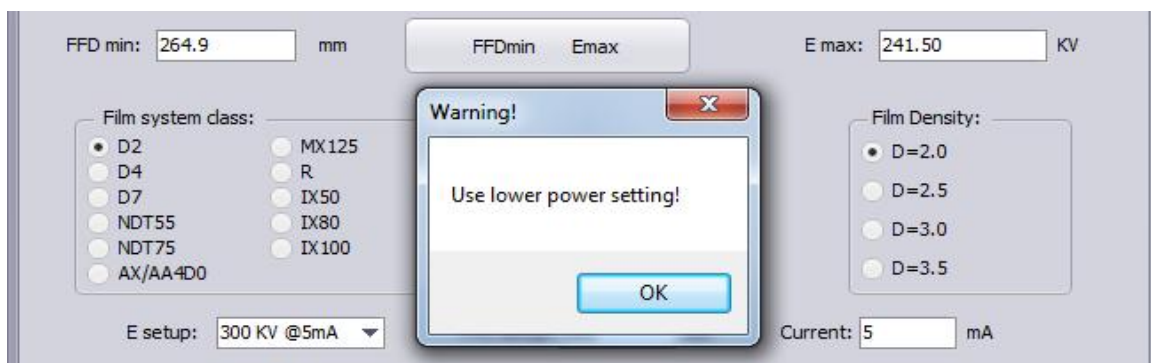 FFD min: 264.9 mm FFDmin Emax E max: 241.50 KV
Warning!
Film system class: Film Density:
D2 MX125 D=2.0
D4 R
D7 IX50 Use lower power setting! D=2.5
NDT55 IX80 D=3.0
NDT75 IX100
AX/AA4D0 D=3.5
OK
E setup: 300 KV @5mA Current: 5 mA